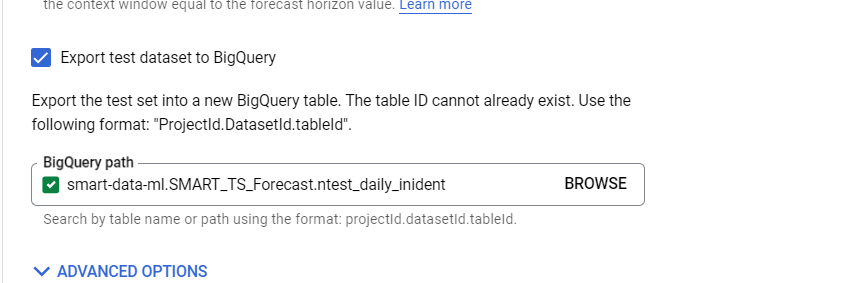 the context window equal to the forecast horizon value. Learn more
Export test dataset to BigQuery
Export the test set into a new BigQuery table. The table ID cannot already exist. Use the
following format: "ProjectId.DatasetId.tableId".
BigQuery path
smart-data-ml.SMART_TS_Forecast.ntest_daily_inident BROWSE
Search by table name or path using the format: projectId.datasetId.tableId.
ADVANCED OPTIONS